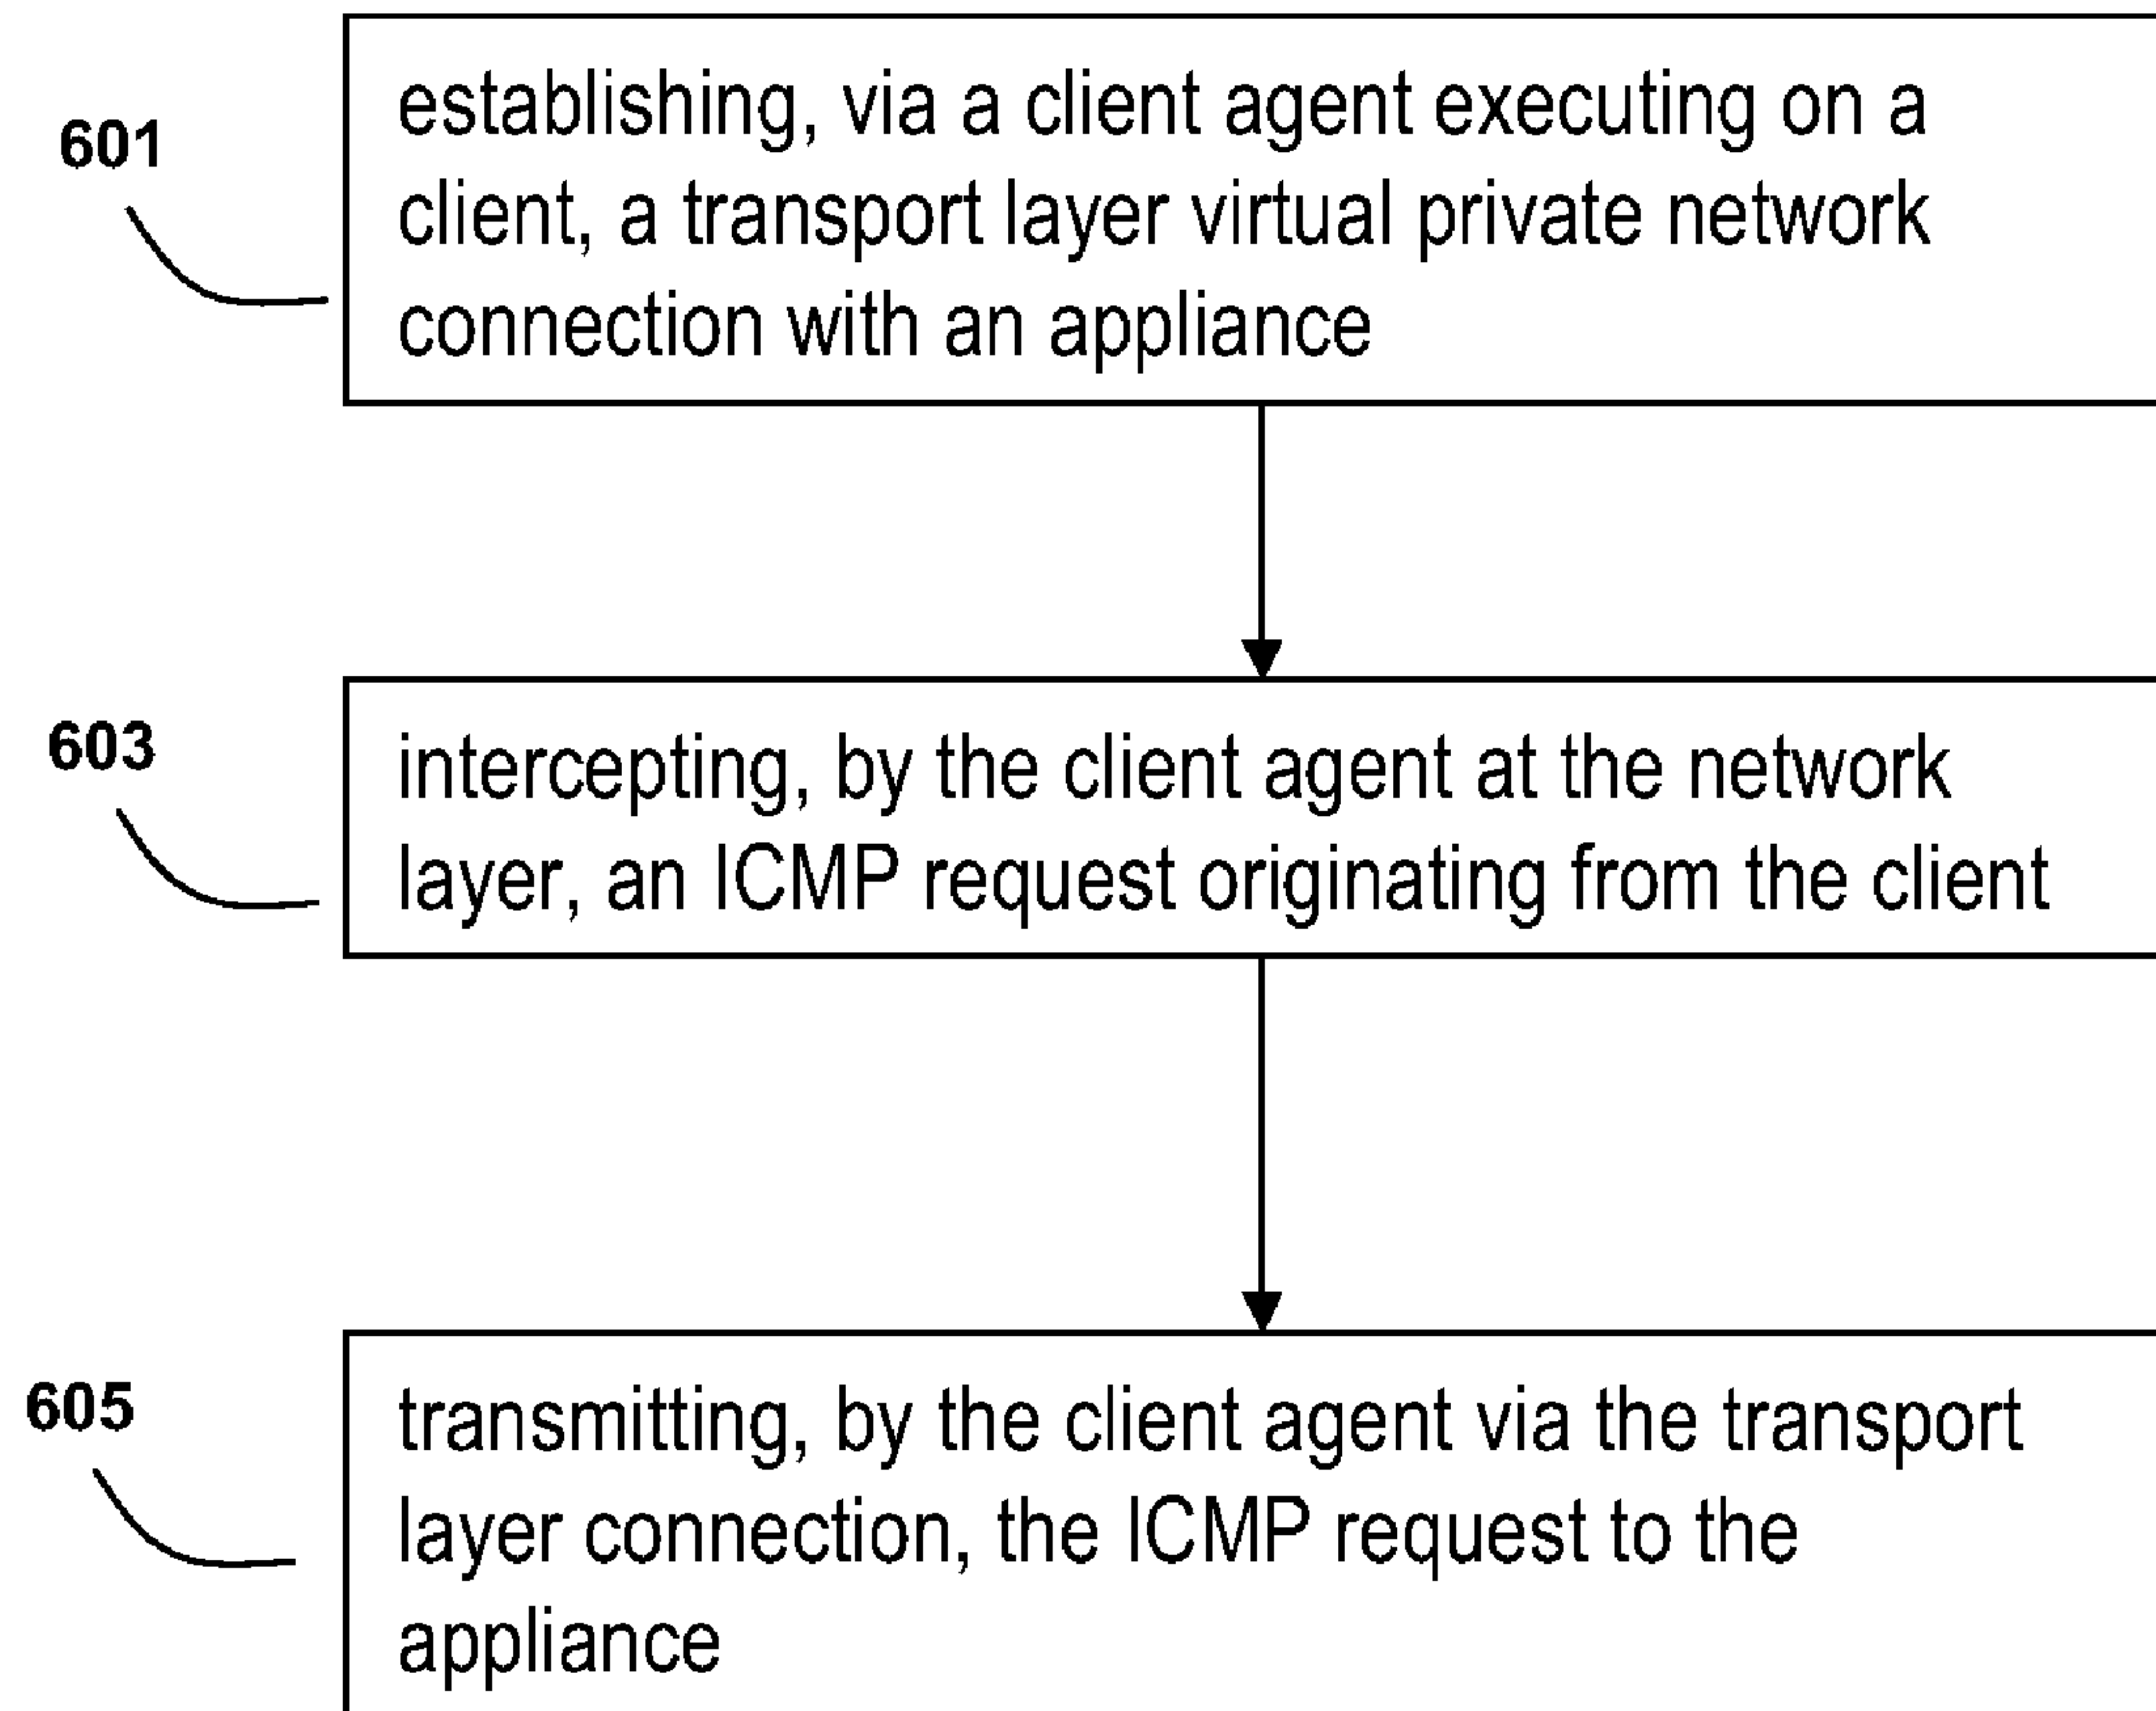 601
establishing, via a client agent executing on a
client, a transport layer virtual private network
connection with an appliance
603
intercepting, by the client agent at the network
layer, an ICMP request originating from the client
605
transmitting, by the client agent via the transport
layer connection, the ICMP request to the
appliance